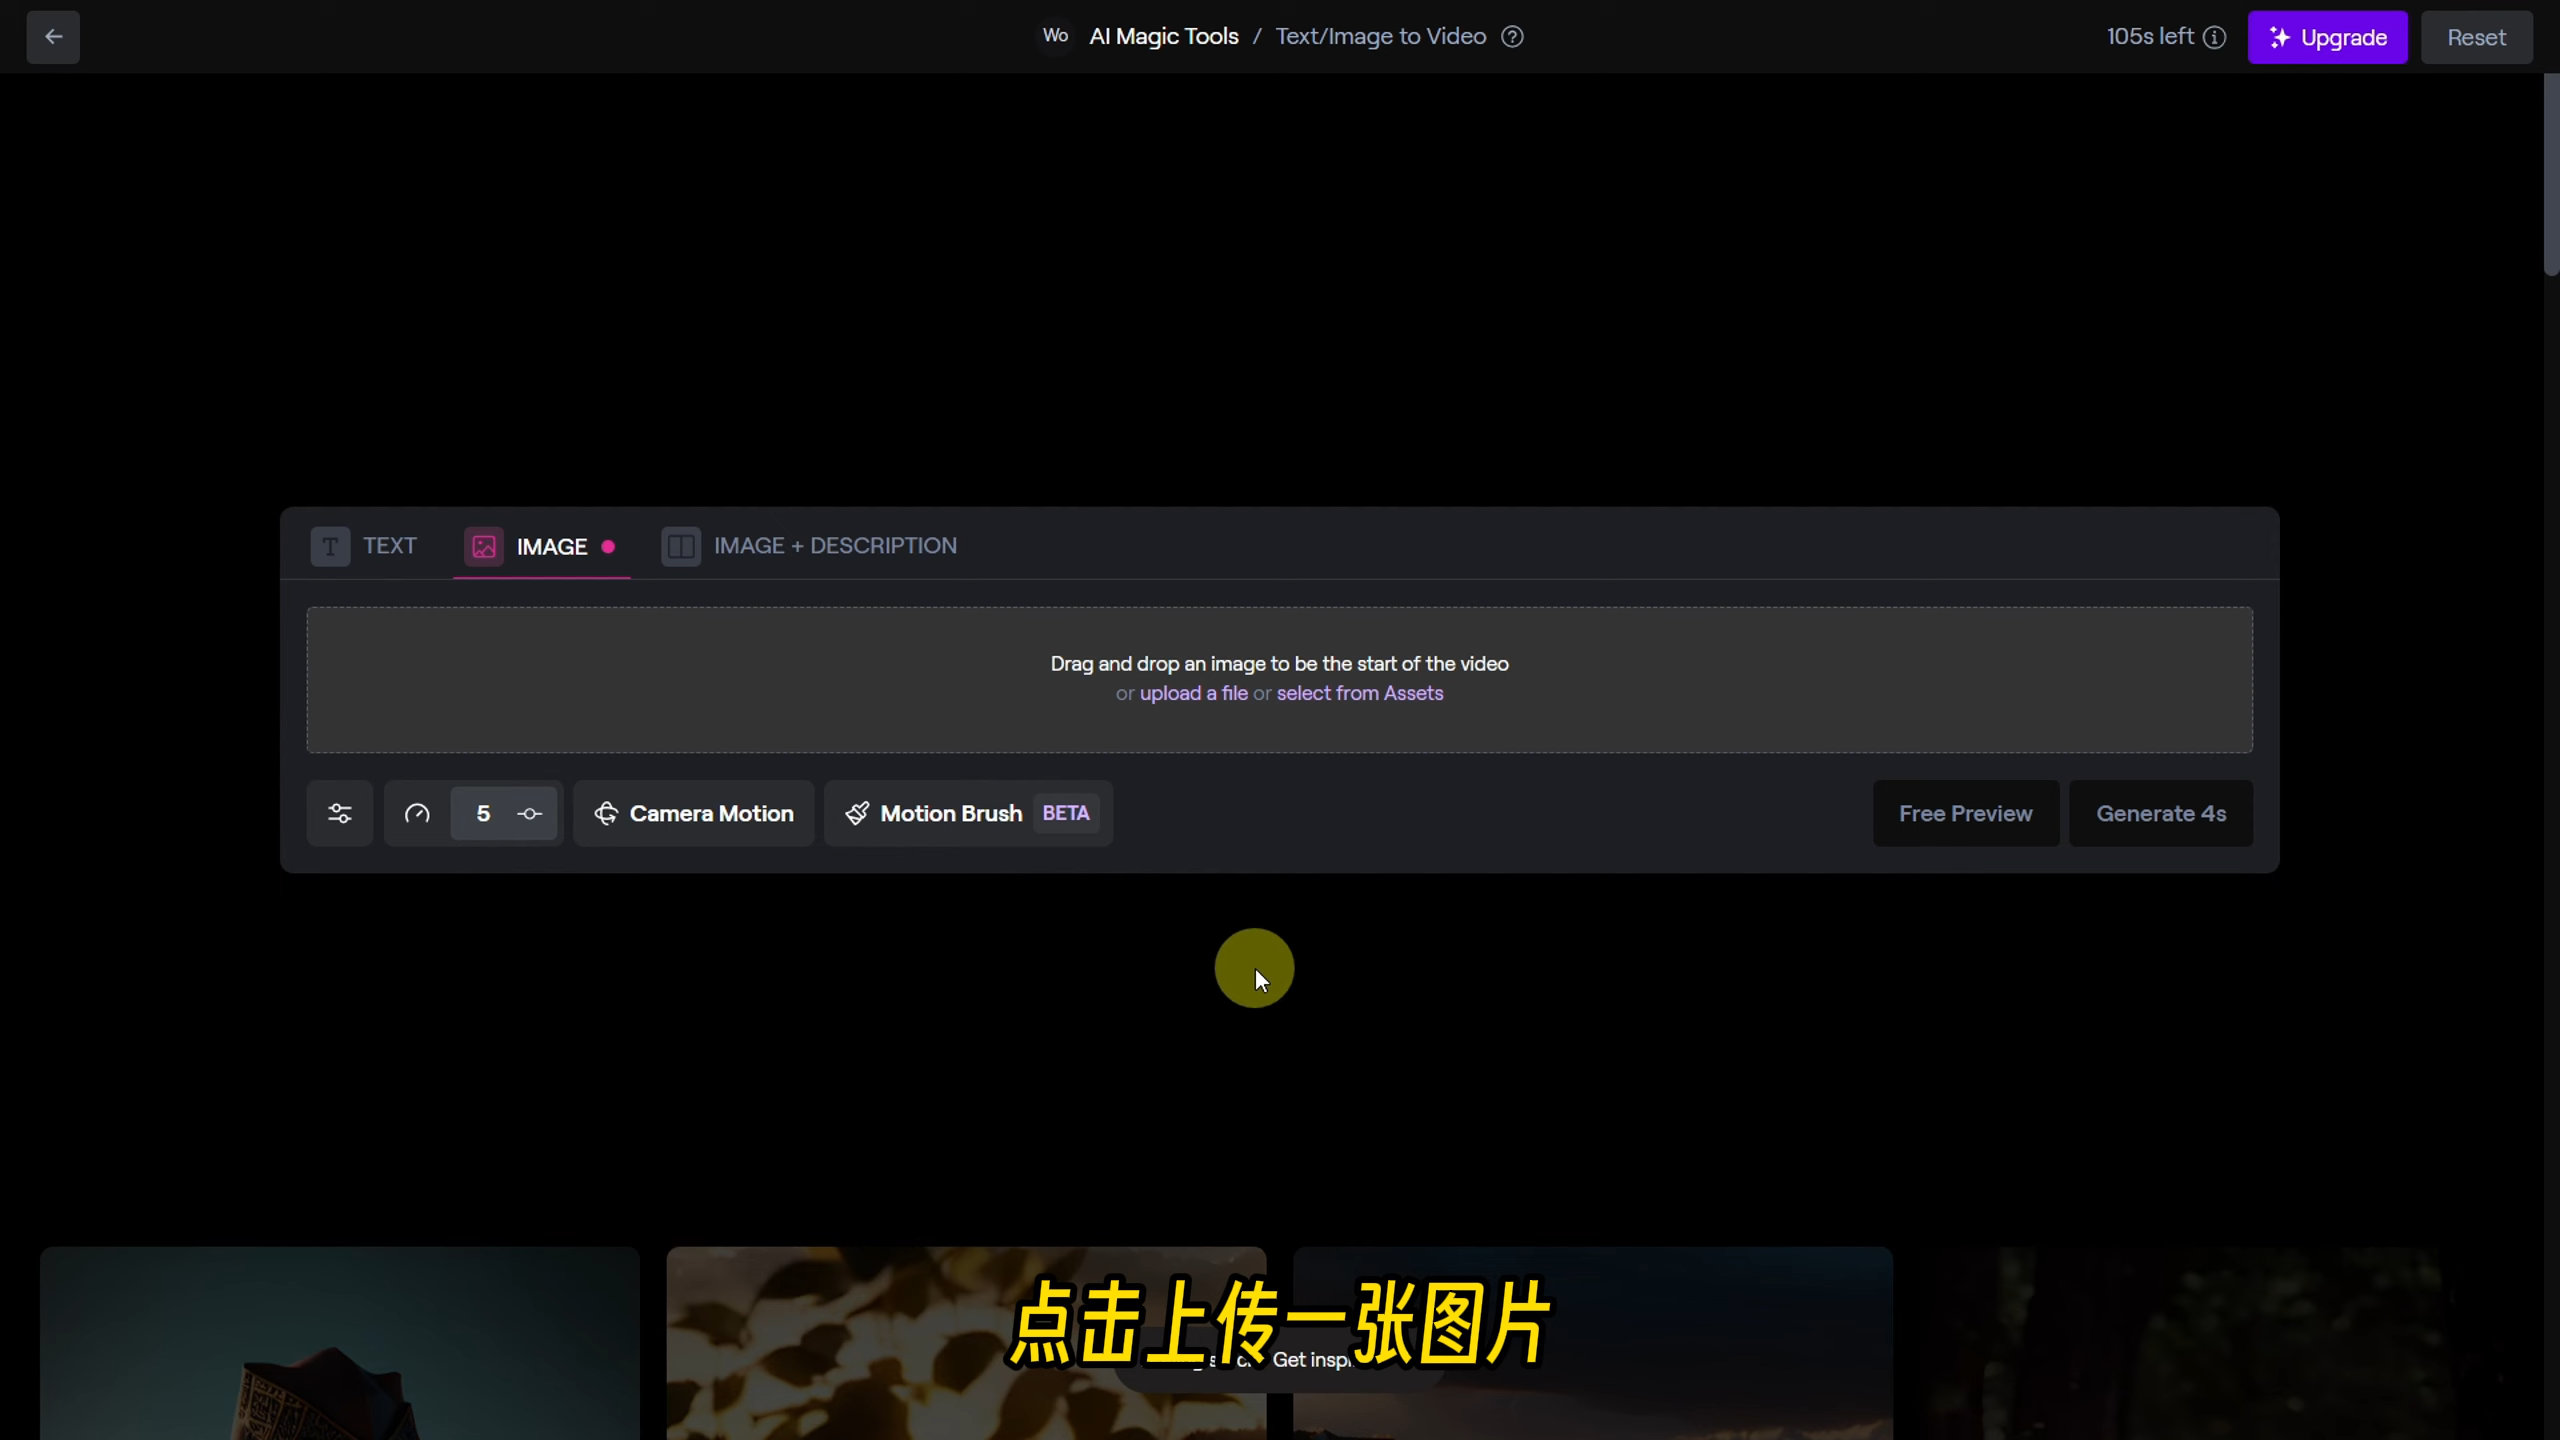 Wo AI Magic Tools / Text/Image to Video
105s left
Upgrade
Reset
TEXT
IMAGE
IMAGE + DESCRIPTION
Drag and drop an image to be the start of the video
or upload a file or select from Assets
5
Camera Motion
Motion Brush BETA
Free Preview
Generate 4s
点击上传一张图片
Get